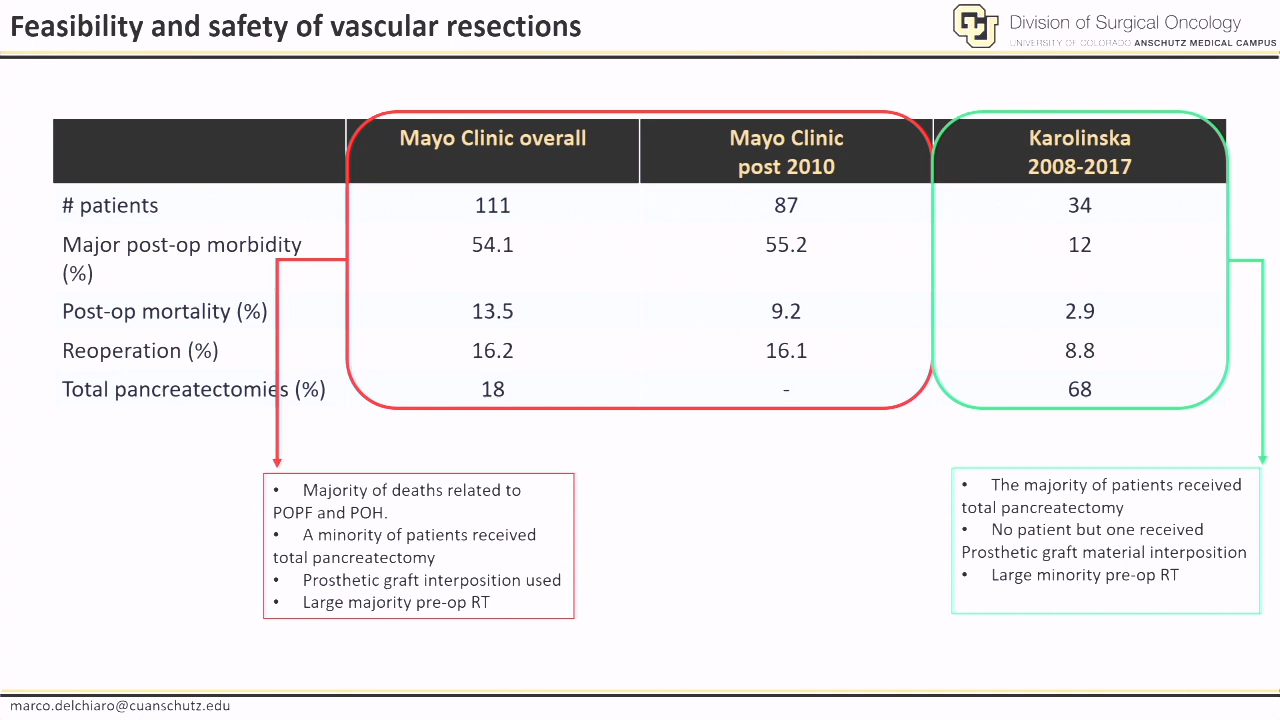 Feasibility and safety of vascular resections
Division of Surgical Oncology
UNIVERSITY OF COLORADO ANSCHUTZ MEDICAL CAMPUS
Mayo Clinic overall
Mayo Clinic
post 2010
Karolinska
2008-2017
# patients 111 87 34
Major post-op morbidity
(%) 54.1 55.2 12
Post-op mortality (%) 13.5 9.2 2.9
Reoperation (%) 16.2 16.1 8.8
Total pancreatectomies (%) 18 - 68
• Majority of deaths related to
POPF and POH.
• A minority of patients received
total pancreatectomy
• Prosthetic graft interposition used
• Large majority pre-op RT
• The majority of patients received
total pancreatectomy
• No patient but one received
Prosthetic graft material interposition
• Large minority pre-op RT
marco.delchiaro@cuanschutz.edu